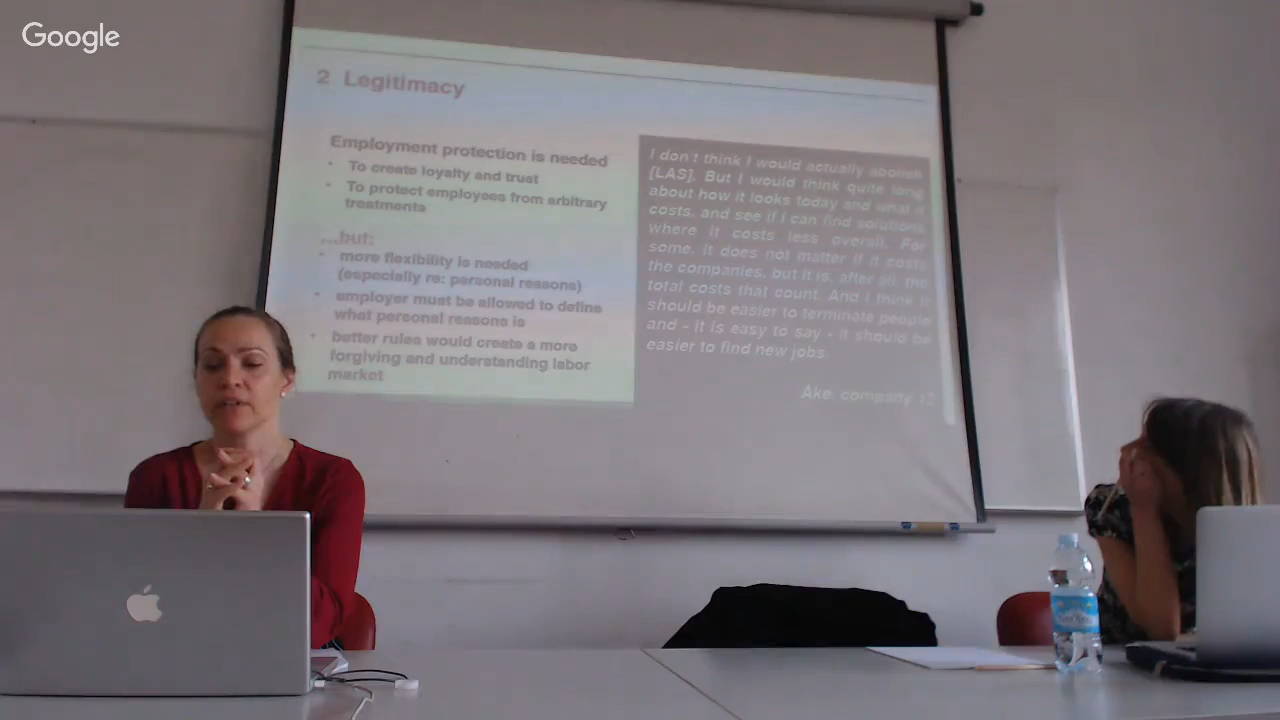 Google
2 Legitimacy
Employment protection is needed
• To create loyalty and trust
• To protect employees from arbitrary
treatments
...but:
• more flexibility is needed
(especially re: personal reasons)
• employer must be allowed to define
what personal reasons is
• better rules would create a more
forgiving and understanding labor
market
I don't think I would actually abolish
[LAS]. But I would think quite long
about how it looks today and what it
costs, and see if I can find solutions
where it costs less overall. For
some, it does not matter if it costs
the companies, but it is, after all, the
total costs that count. And I think it
should be easier to terminate people
and - it is easy to say - it should be
easier to find new jobs.
Ake, company